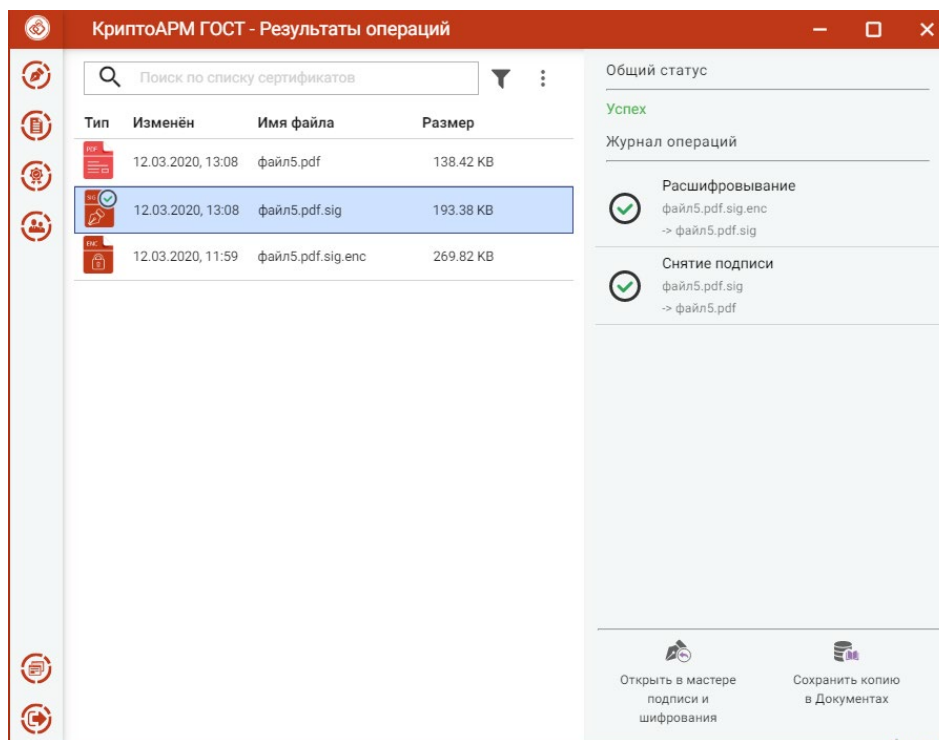 КриптоАРМ ГОСТ - Результаты операций
Поиск по списку сертификатов
Тип Изменён Имя файла Размер
PDF 12.03.2020, 13:08 файл5.pdf 138.42 KB
SIG 12.03.2020, 13:08 файл5.pdf.sig 193.38 KB
ENC 12.03.2020, 11:59 файл5.pdf.sig.enc 269.82 KB
Общий статус
Успех
Журнал операций
Расшифровывание
файл5.pdf.sig.enc
-> файл5.pdf.sig
Снятие подписи
файл5.pdf.sig
-> файл5.pdf
Открыть в мастере
подписи и
шифрования
Сохранить копию
в Документах